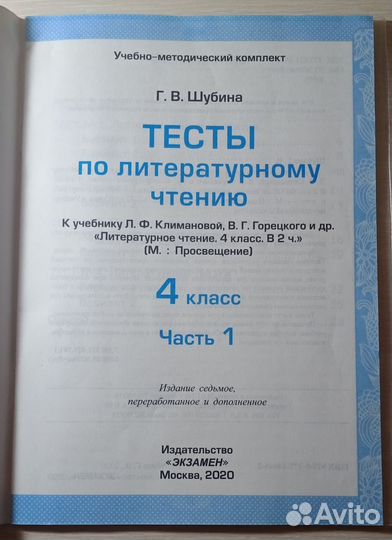 Учебно-методический комплект
Г. В. Шубина
ТЕСТЫ
по литературному
чтению
К учебнику Л. Ф. Климановой, В. Г. Горецкого и др.
«Литературное чтение. 4 класс. В 2 ч.»
(М. : Просвещение)
4 класс
Часть 1
Издание седьмое,
переработанное и дополненное
Издательство
«ЭКЗАМЕН»
Москва, 2020
Avito